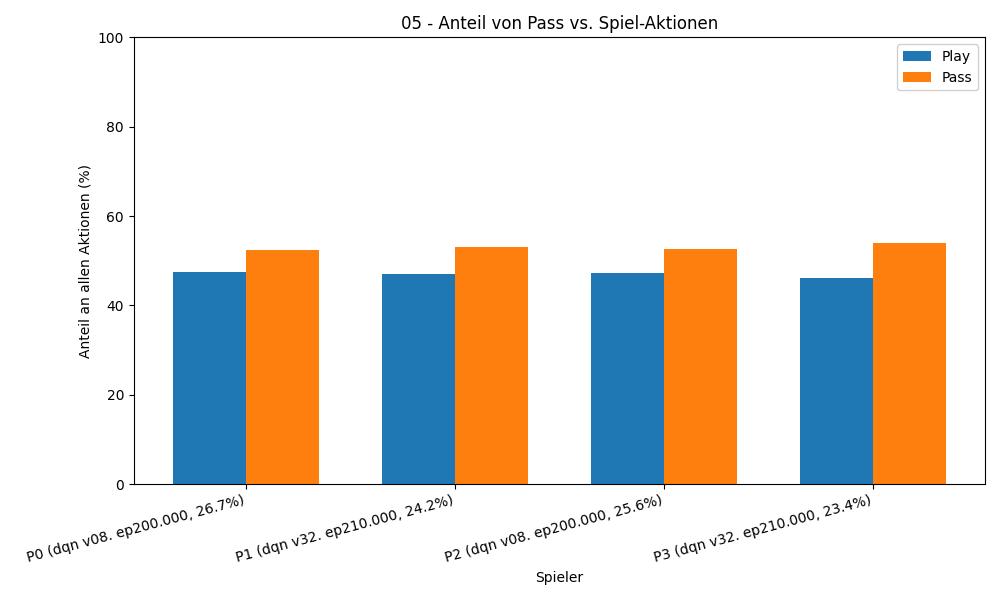 05 - Anteil von Pass vs. Spiel-Aktionen
Play
Pass
Anteil an allen Aktionen (%)
100
80
60
40
20
0
P0 (dqn v08. ep200.000, 26.7%)
P1 (dqn v32. ep210.000, 24.2%)
P2 (dqn v08. ep200.000, 25.6%)
P3 (dqn v32. ep210.000, 23.4%)
Spieler